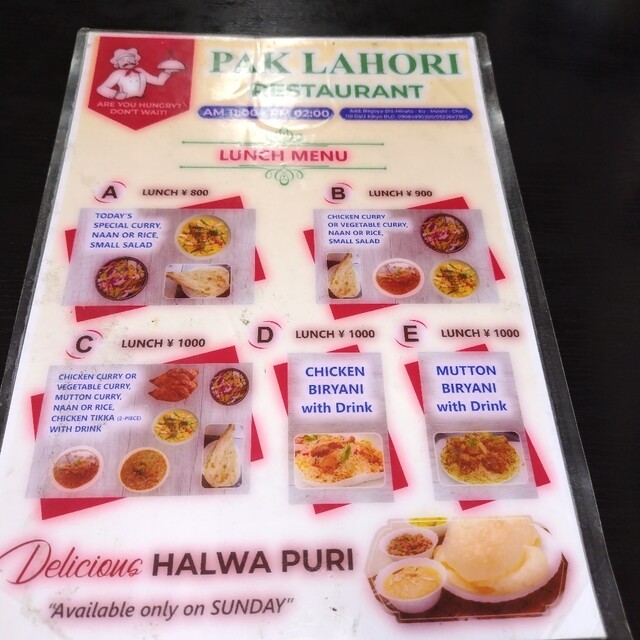 PAK LAHORI
RESTAURANT
ARE YOU HUNGRY?
DON'T WAIT!
AM 11:00 - PM 02:00
LUNCH MENU
A
LUNCH ¥ 800
TODAY'S
SPECIAL CURRY,
NAAN OR RICE,
SMALL SALAD
B
LUNCH ¥ 900
CHICKEN CURRY
OR VEGETABLE CURRY,
NAAN OR RICE,
SMALL SALAD
C
LUNCH ¥ 1000
CHICKEN CURRY OR
VEGETABLE CURRY,
MUTTON CURRY,
NAAN OR RICE,
CHICKEN TIKKA (2-PIECE)
WITH DRINK
D
LUNCH ¥ 1000
CHICKEN
BIRYANI
with Drink
E
LUNCH ¥ 1000
MUTTON
BIRYANI
with Drink
Delicious HALWA PURI
"Available only on SUNDAY"